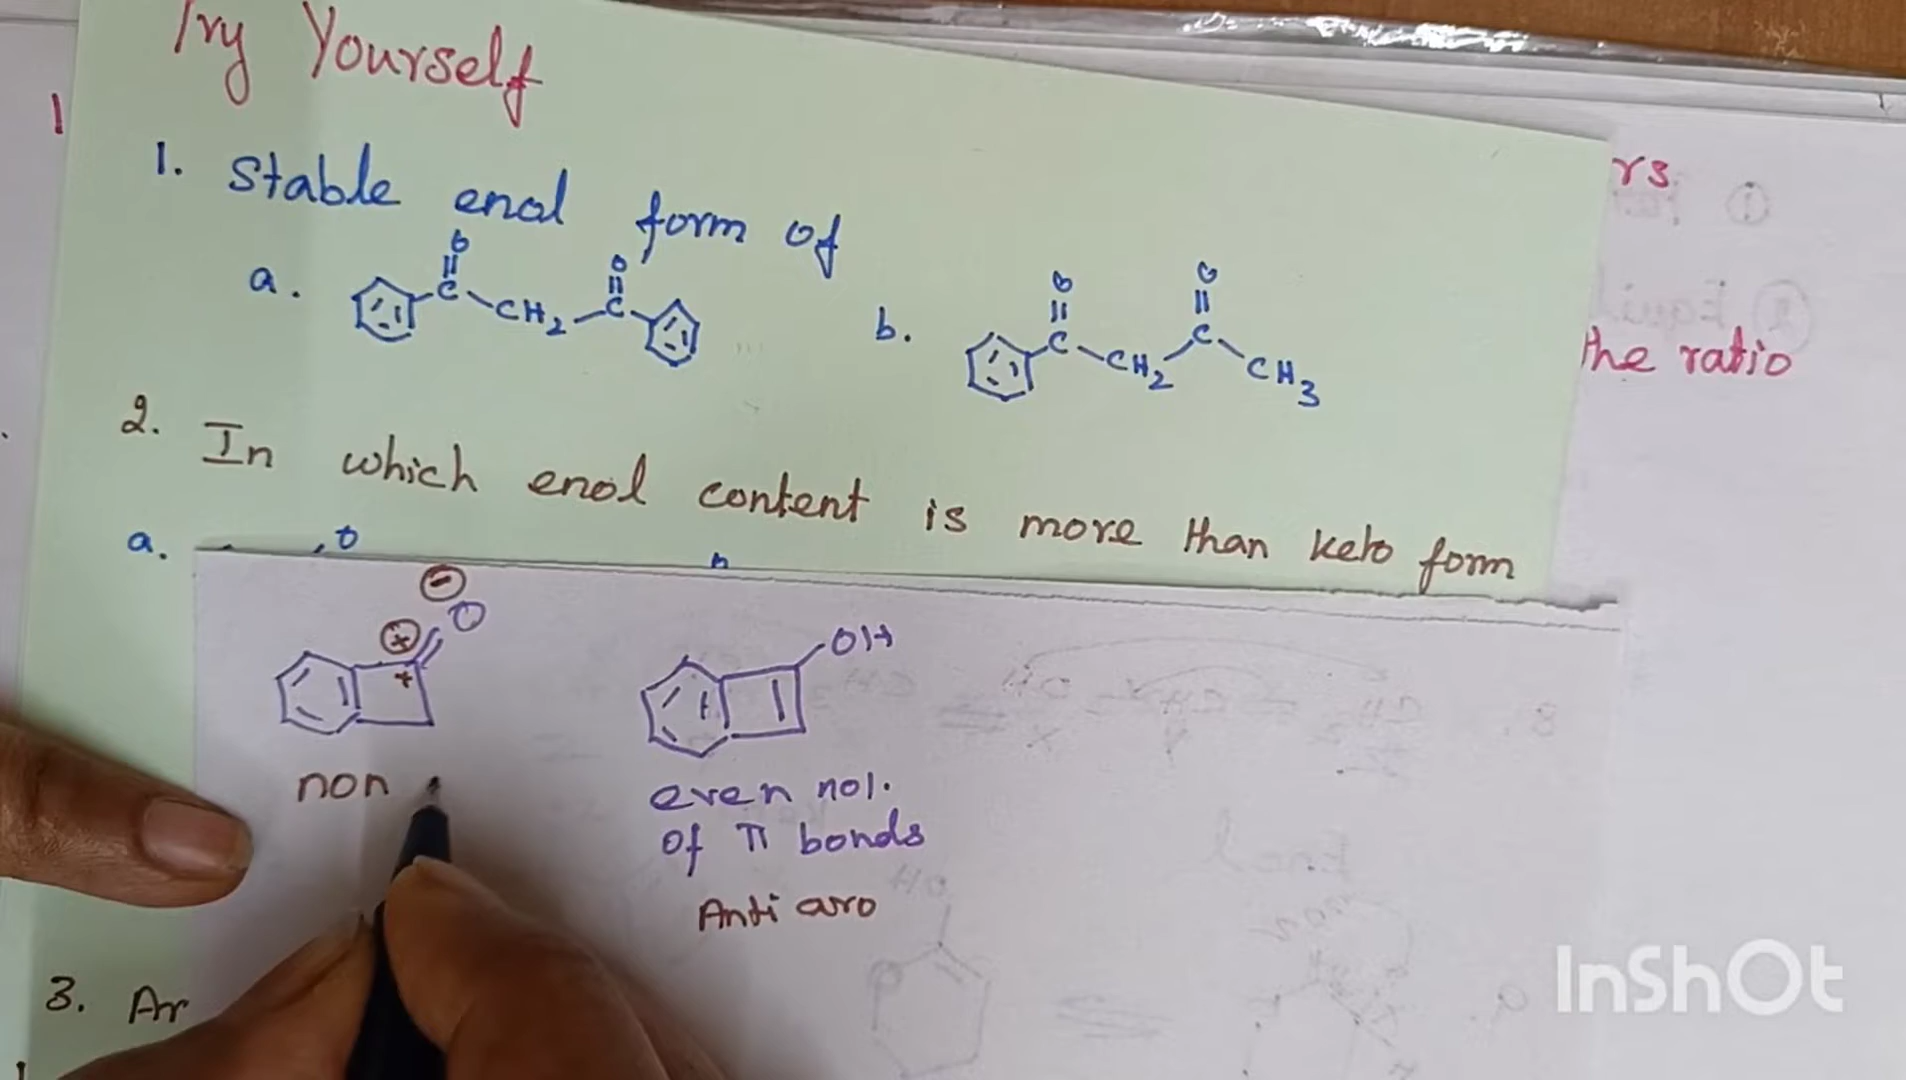 Try Yourself
1. Stable enol form of
a.
O O
C CH2 C
b.
O O
C CH2 C CH3
rs
the ratio
2. In which enol content is more than keto form
a.
O
OH
non
even nol.
of π bonds
Anti aro
3. Ar
InShOt